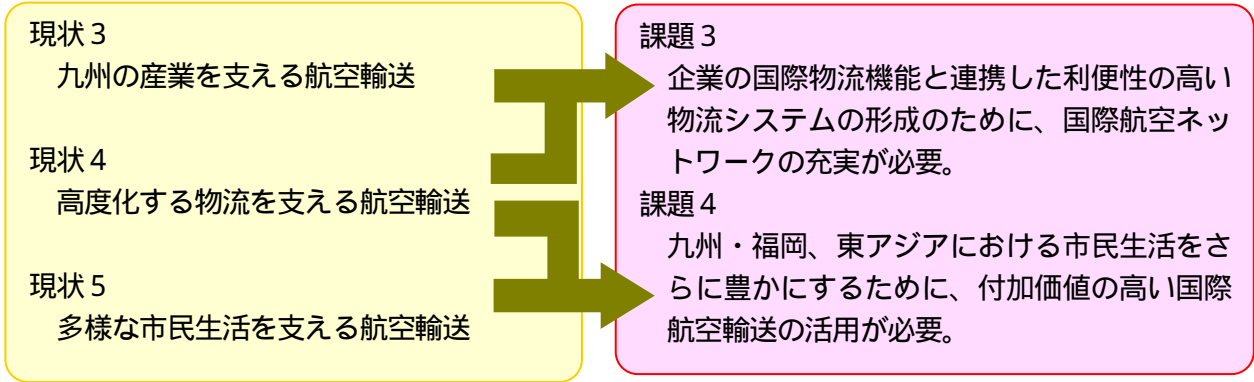 現状３
九州の産業を支える航空輸送
現状４
高度化する物流を支える航空輸送
現状５
多様な市民生活を支える航空輸送
課題３
企業の国際物流機能と連携した利便性の高い
物流システムの形成のために、国際航空ネッ
トワークの充実が必要。
課題４
九州・福岡、東アジアにおける市民生活をさ
らに豊かにするために、付加価値の高い国際
航空輸送の活用が必要。